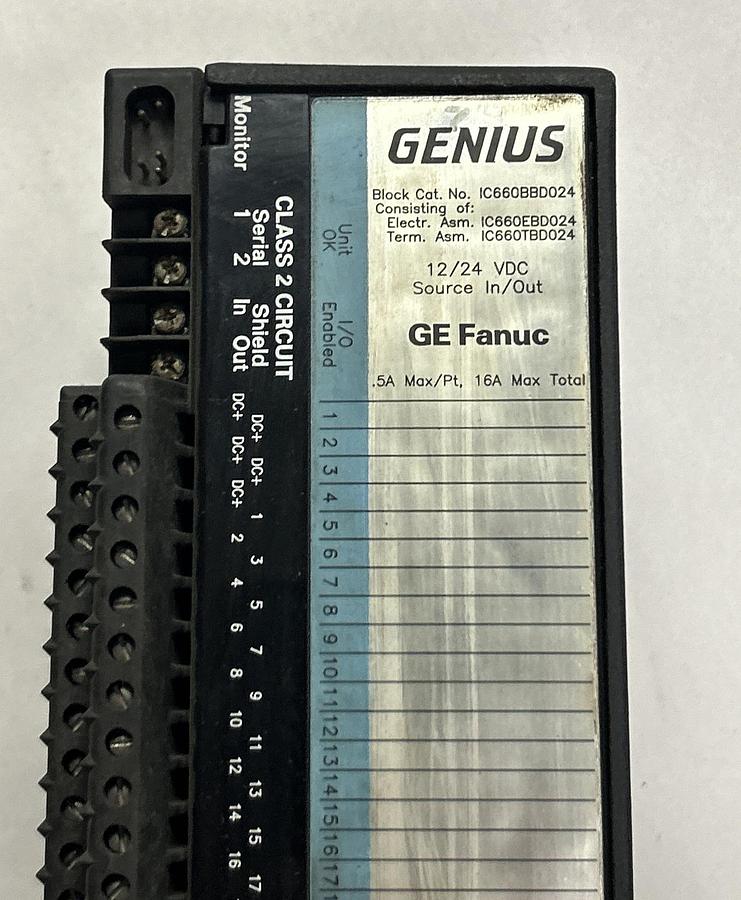 GENIUS
Block Cat. No. IC660BBD024
Consisting of:
Electr. Asm. IC660EBD024
Term. Asm. IC660TBD024
12/24 VDC
Source In/Out
GE Fanuc
.5A Max/Pt, 16A Max Total
Monitor
CLASS 2 CIRCUIT
Serial Shield
1 2 In Out
Unit OK
I/O Enabled
DC+ DC+ 1 3 5 7 9 11 13 15 17
DC+ DC+ DC+ 2 4 6 8 10 12 14 16
1 2 3 4 5 6 7 8 9 10 11 12 13 14 15 16 17